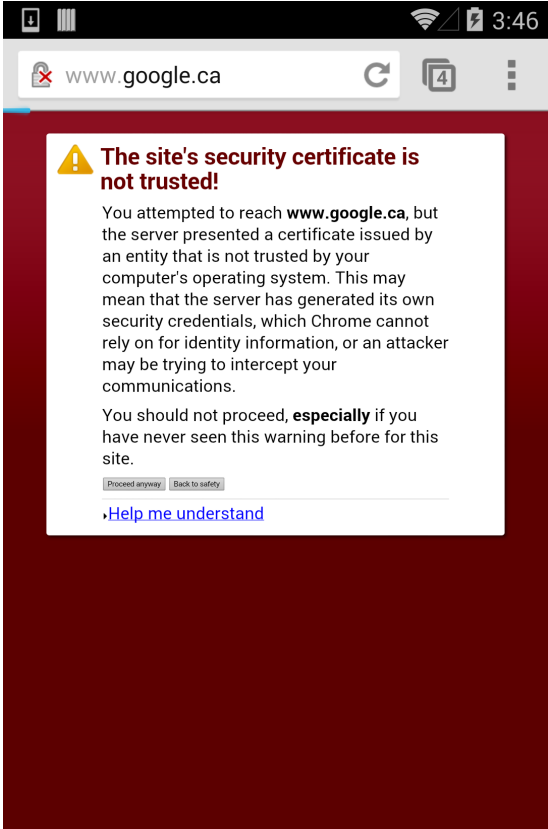 3:46
www.google.ca
4
The site's security certificate is
not trusted!
You attempted to reach www.google.ca, but
the server presented a certificate issued by
an entity that is not trusted by your
computer's operating system. This may
mean that the server has generated its own
security credentials, which Chrome cannot
rely on for identity information, or an attacker
may be trying to intercept your
communications.
You should not proceed, especially if you
have never seen this warning before for this
site.
Proceed anyway Back to safety
Help me understand